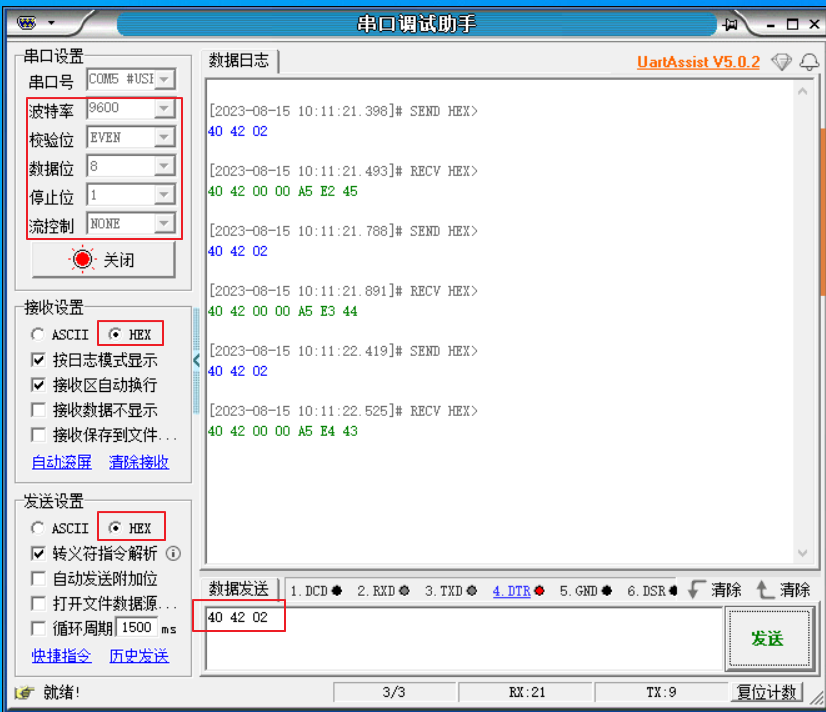 串口调试助手
串口设置
串口号 COM5 #USI
波特率 9600
校验位 EVEN
数据位 8
停止位 1
流控制 NONE
关闭
接收设置
ASCII HEX
按日志模式显示
接收区自动换行
接收数据不显示
接收保存到文件...
自动滚屏 清除接收
发送设置
ASCII HEX
转义符指令解析
自动发送附加位
打开文件数据源...
循环周期 1500 ms
快捷指令 历史发送
数据日志 UartAssist V5.0.2
[2023-08-15 10:11:21.398]# SEND HEX>
40 42 02
[2023-08-15 10:11:21.493]# RECV HEX>
40 42 00 00 A5 E2 45
[2023-08-15 10:11:21.788]# SEND HEX>
40 42 02
[2023-08-15 10:11:21.891]# RECV HEX>
40 42 00 00 A5 E3 44
[2023-08-15 10:11:22.419]# SEND HEX>
40 42 02
[2023-08-15 10:11:22.525]# RECV HEX>
40 42 00 00 A5 E4 43
数据发送 1.DCD 2.RXD 3.TXD 4.DTR 5.GND 6.DSR 清除 清除
40 42 02
发送
就绪! 3/3 RX:21 TX:9 复位计数